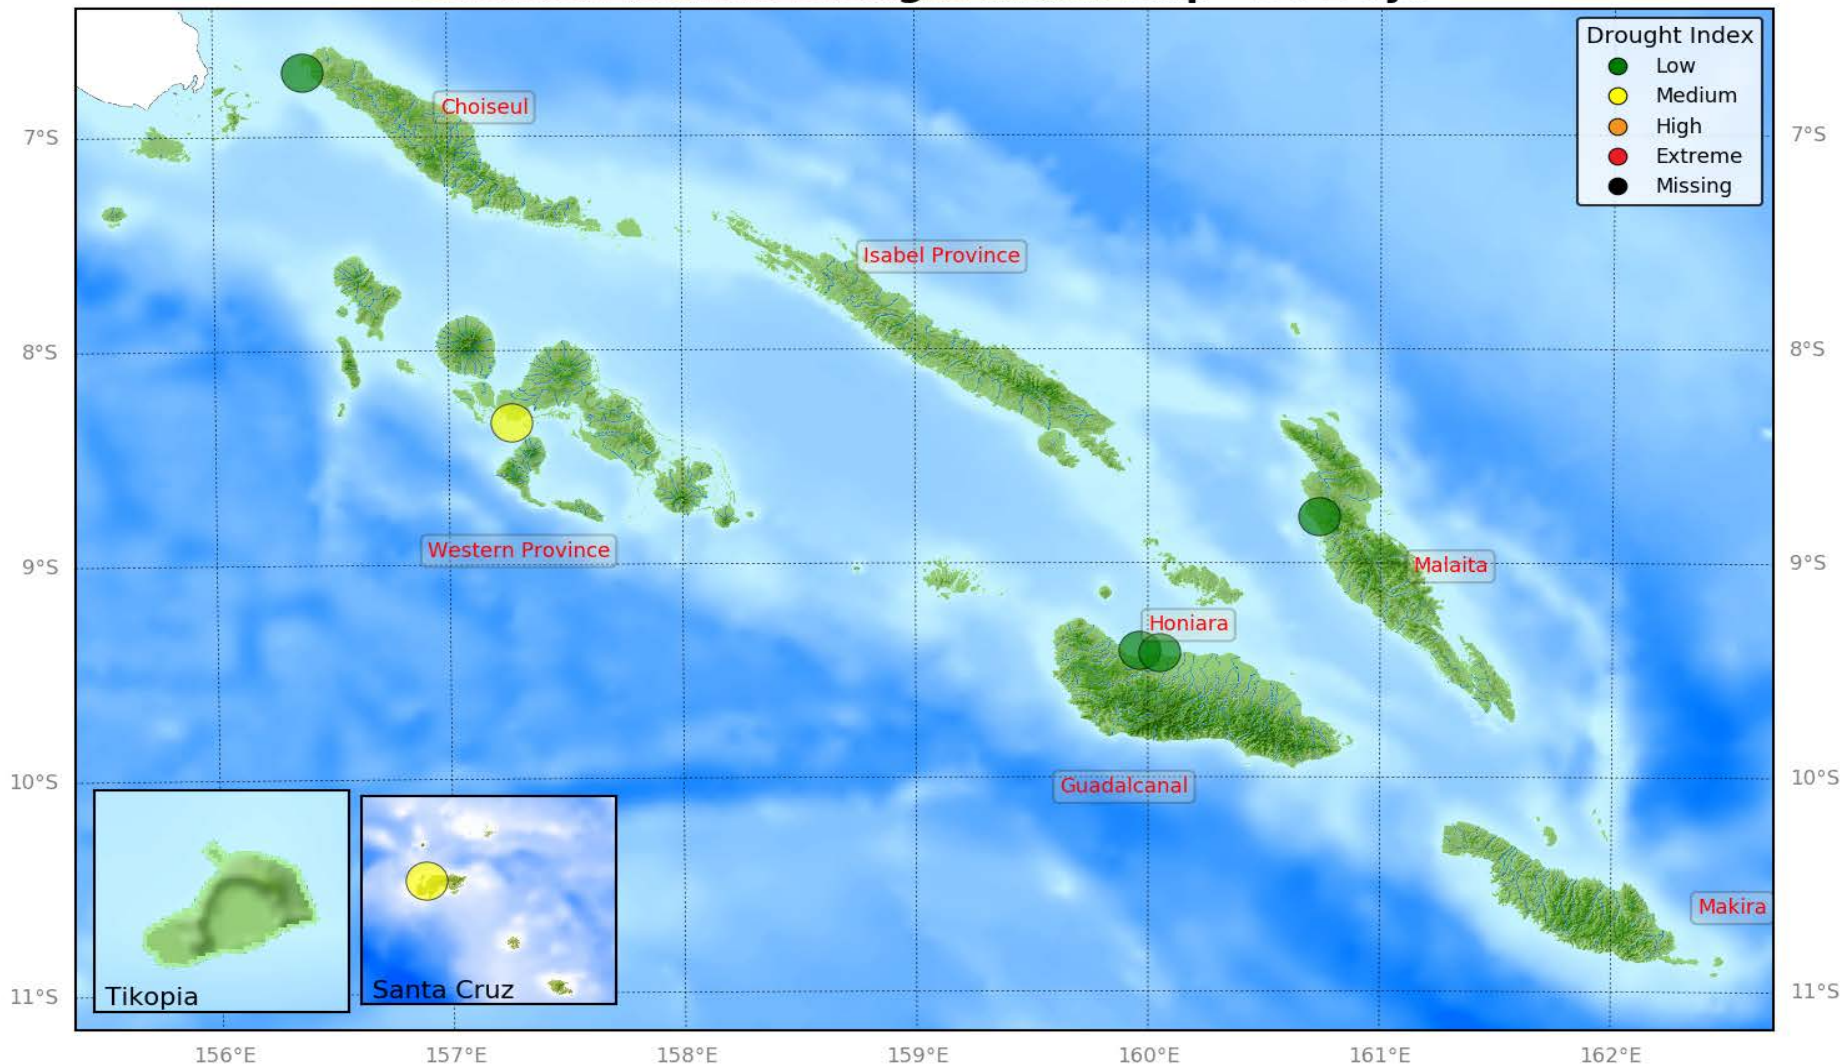 Drought Index
Low
Medium
High
Extreme
Missing
Choiseul
7°S
7°S
Isabel Province
8°S
8°S
Western Province
9°S
Malaita
9°S
Honiara
10°S
Guadalcanal
10°S
Makira
Tikopia
Santa Cruz
11°S
11°S
156°E
157°E
158°E
159°E
160°E
161°E
162°E